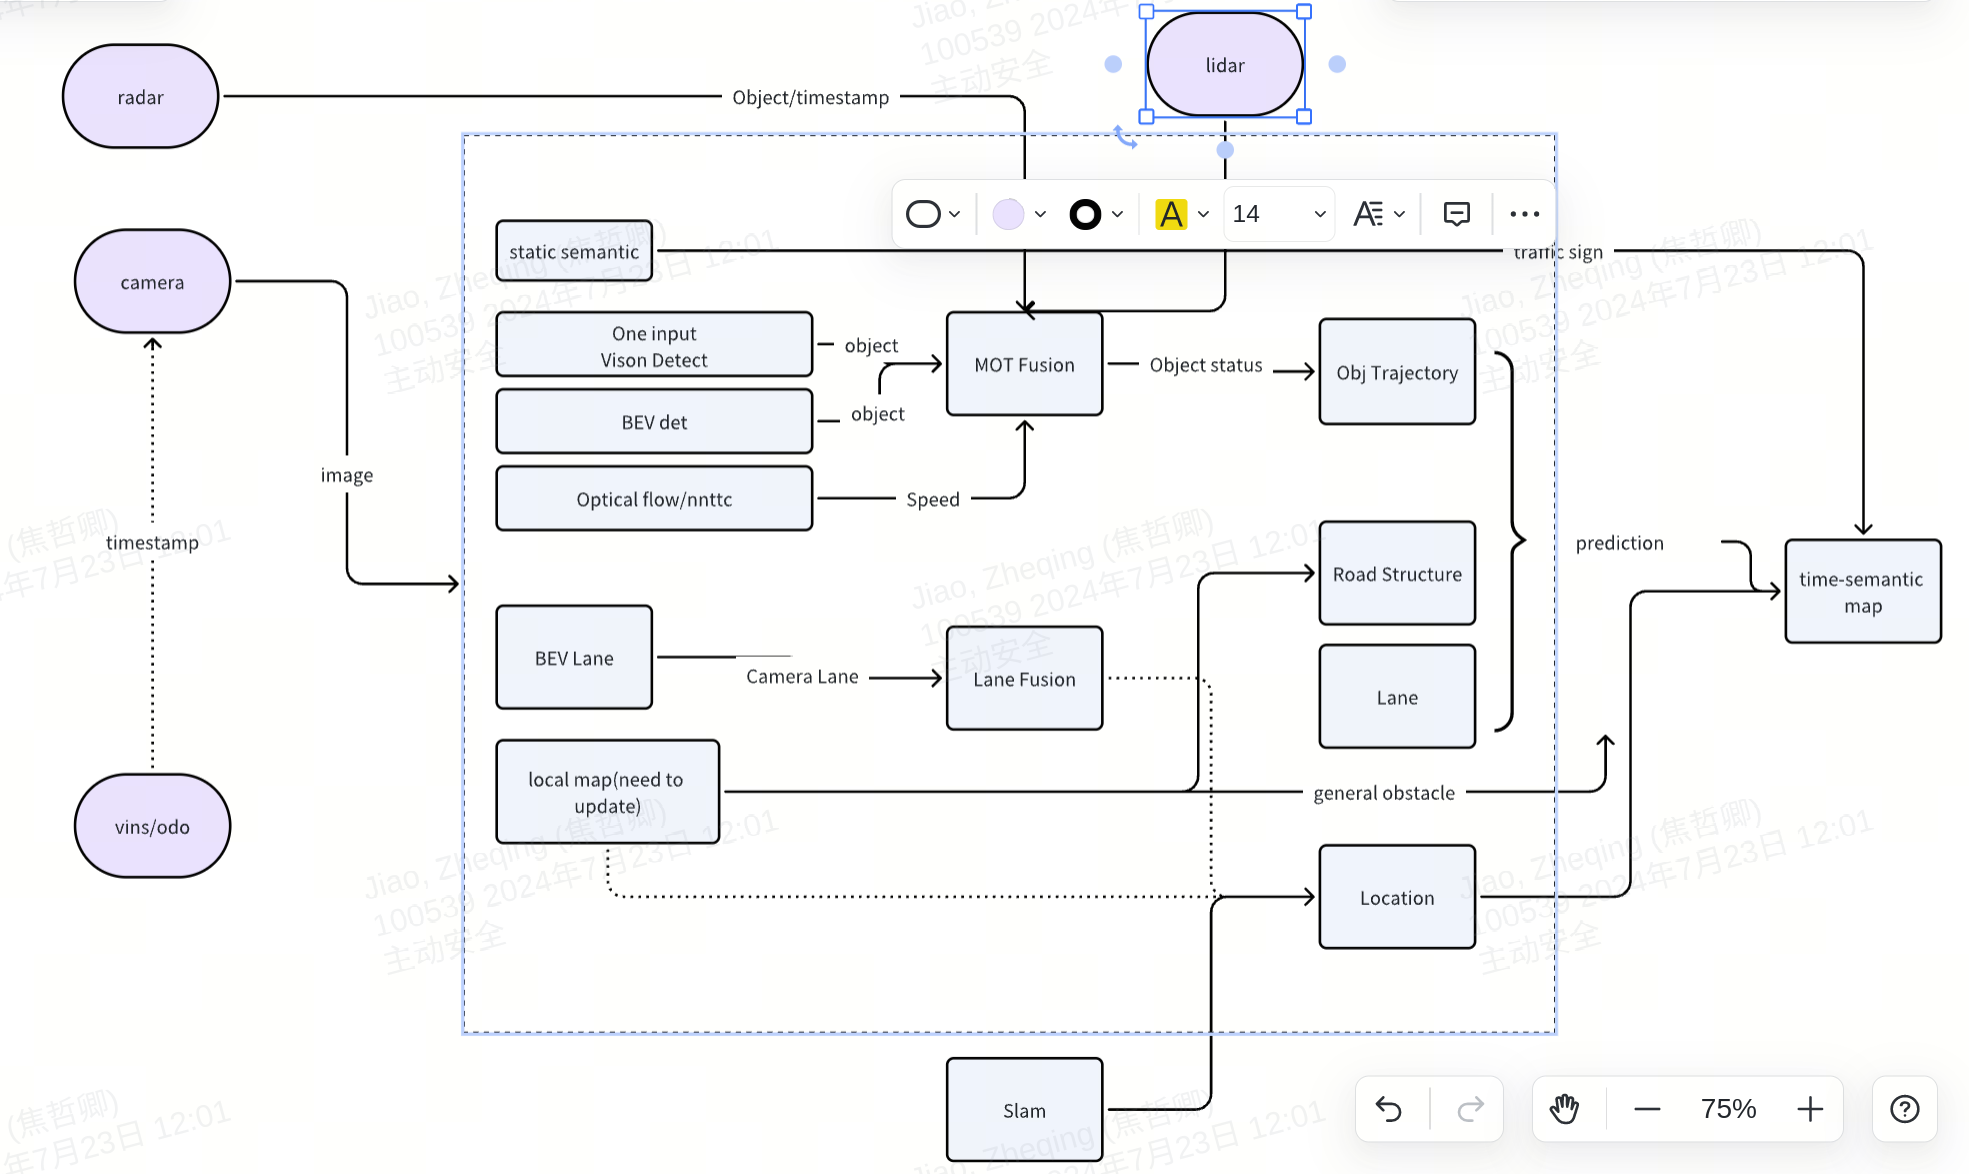 lidar
radar
Object/timestamp
14
static semantic
traffic sign
camera
One input
Vison Detect
object
MOT Fusion
Object status
Obj Trajectory
BEV det
object
image
Optical flow/nnttc
Speed
timestamp
prediction
Road Structure
time-semantic
map
BEV Lane
Camera Lane
Lane Fusion
Lane
local map(need to
update)
general obstacle
vins/odo
Location
Slam
75%
Jiao, Zheqing (焦哲卿)
100539 2024年7月23日 12:01
主动安全